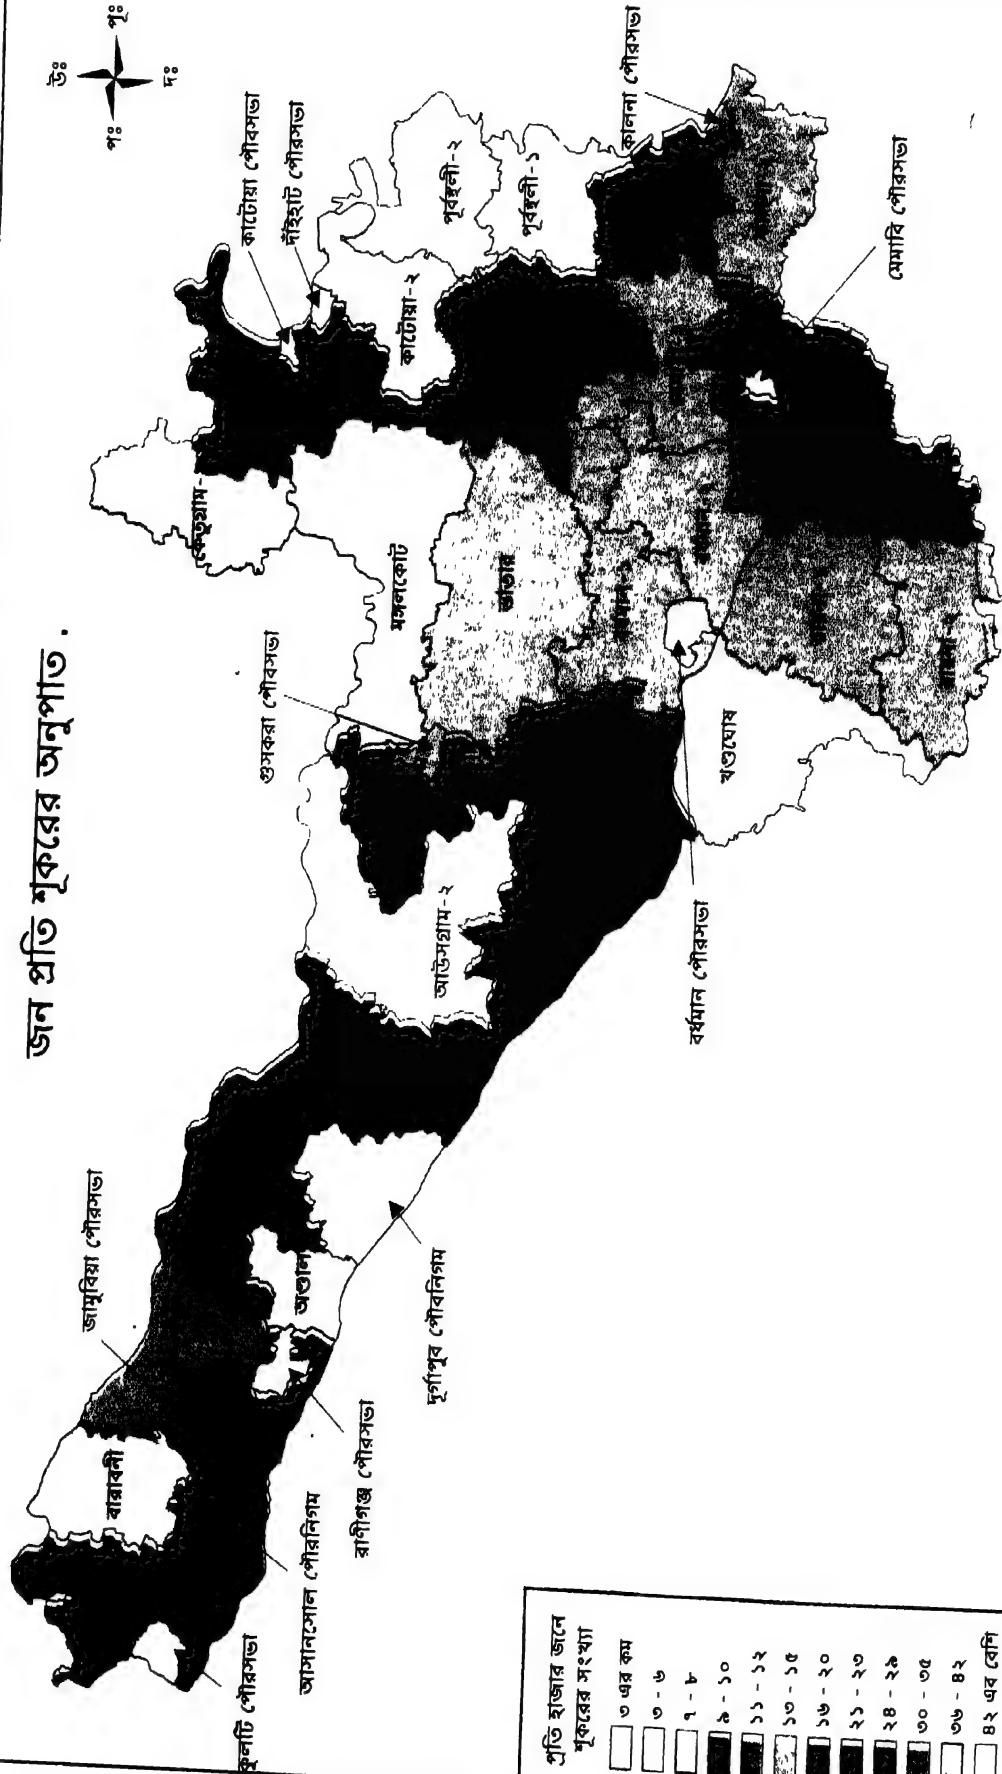 জন প্রতি শূকরের অনুপাত.
উঃ
পঃ
পূঃ
দঃ
কুলটি পৌরসভা
আসানসোল পৌরনিগম
রাণীগঞ্জ পৌরসভা
জামুরিয়া পৌরসভা
দূর্গাপুর পৌরনিগম
বারাবনী
অণ্ডাল
আউসগ্রাম-২
গুসকরা পৌরসভা
মঙ্গলকোট
কেতুগ্রাম-
কাটোয়া পৌরসভা
দাঁইহাট পৌরসভা
কাটোয়া-২
পূর্বস্থলী-২
পূর্বস্থলী-১
কালনা পৌরসভা
ভাতার
বর্ধমান পৌরসভা
খণ্ডঘোষ
মেমারি পৌরসভা
প্রতি হাজার জনে
শূকরের সংখ্যা
৩ এর কম
৩ - ৬
৭ - ৮
৯ - ১০
১১ - ১২
১৩ - ১৫
১৬ - ২০
২১ - ২৩
২৪ - ২৯
৩০ - ৩৫
৩৬ - ৪২
৪২ এর বেশি